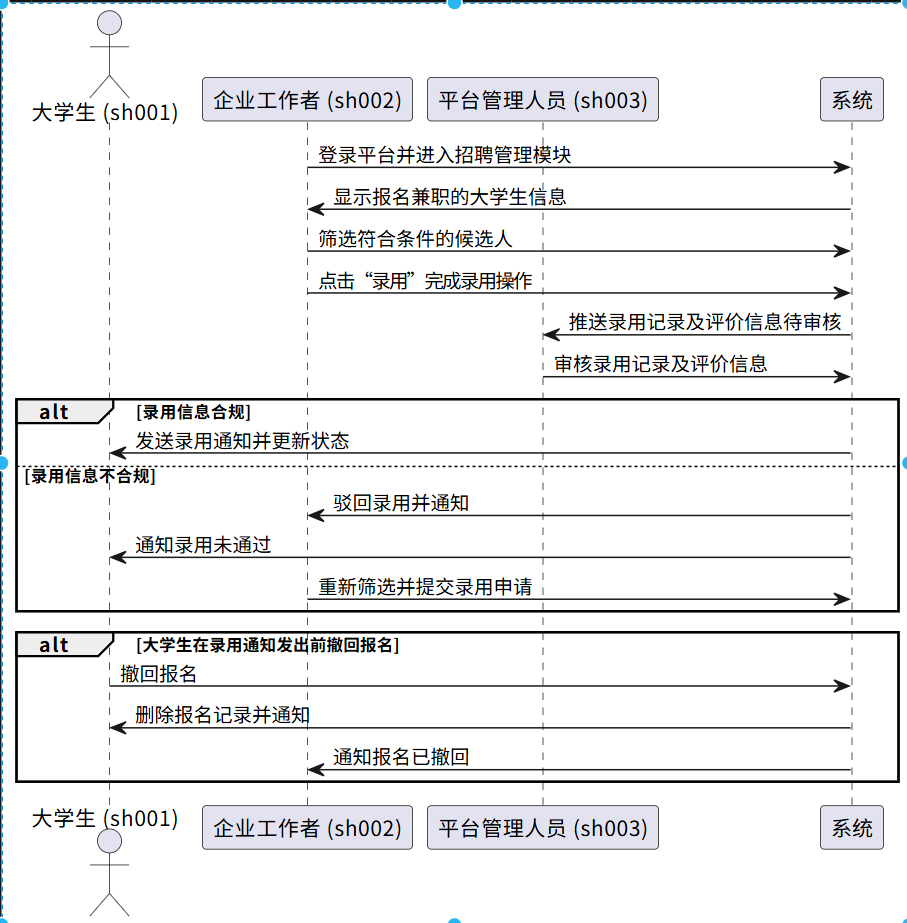 大学生 (sh001)
企业工作者 (sh002)
平台管理人员 (sh003)
系统
登录平台并进入招聘管理模块
显示报名兼职的大学生信息
筛选符合条件的候选人
点击“录用”完成录用操作
推送录用记录及评价信息待审核
审核录用记录及评价信息
alt [录用信息合规]
发送录用通知并更新状态
[录用信息不合规]
驳回录用并通知
通知录用未通过
重新筛选并提交录用申请
alt [大学生在录用通知发出前撤回报名]
撤回报名
删除报名记录并通知
通知报名已撤回
大学生 (sh001)
企业工作者 (sh002)
平台管理人员 (sh003)
系统